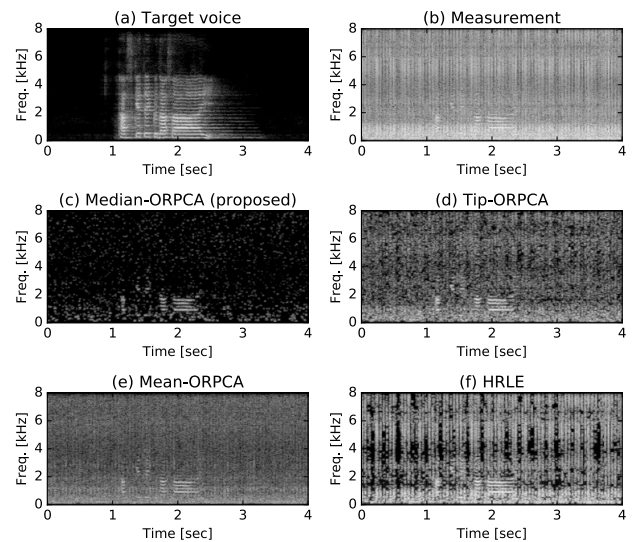 (a) Target voice
(b) Measurement
8
6
4
2
0
Freq. [kHz]
0 1 2 3 4
Time [sec]
8
6
4
2
0
Freq. [kHz]
0 1 2 3 4
Time [sec]
(c) Median-ORPCA (proposed)
(d) Tip-ORPCA
8
6
4
2
0
Freq. [kHz]
0 1 2 3 4
Time [sec]
8
6
4
2
0
Freq. [kHz]
0 1 2 3 4
Time [sec]
(e) Mean-ORPCA
(f) HRLE
8
6
4
2
0
Freq. [kHz]
0 1 2 3 4
Time [sec]
8
6
4
2
0
Freq. [kHz]
0 1 2 3 4
Time [sec]